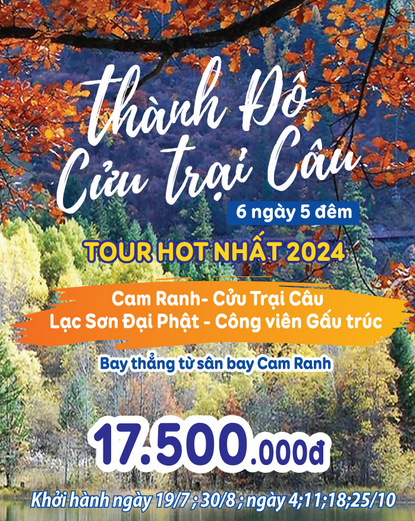 Thành Đô
Cửu Trại Câu
6 ngày 5 đêm
TOUR HOT NHẤT 2024
Cam Ranh- Cửu Trại Câu
Lạc Sơn Đại Phật - Công viên Gấu trúc
Bay thẳng từ sân bay Cam Ranh
17.500.000đ
Khởi hành ngày 19/7 ; 30/8 ; ngày 4;11;18;25/10